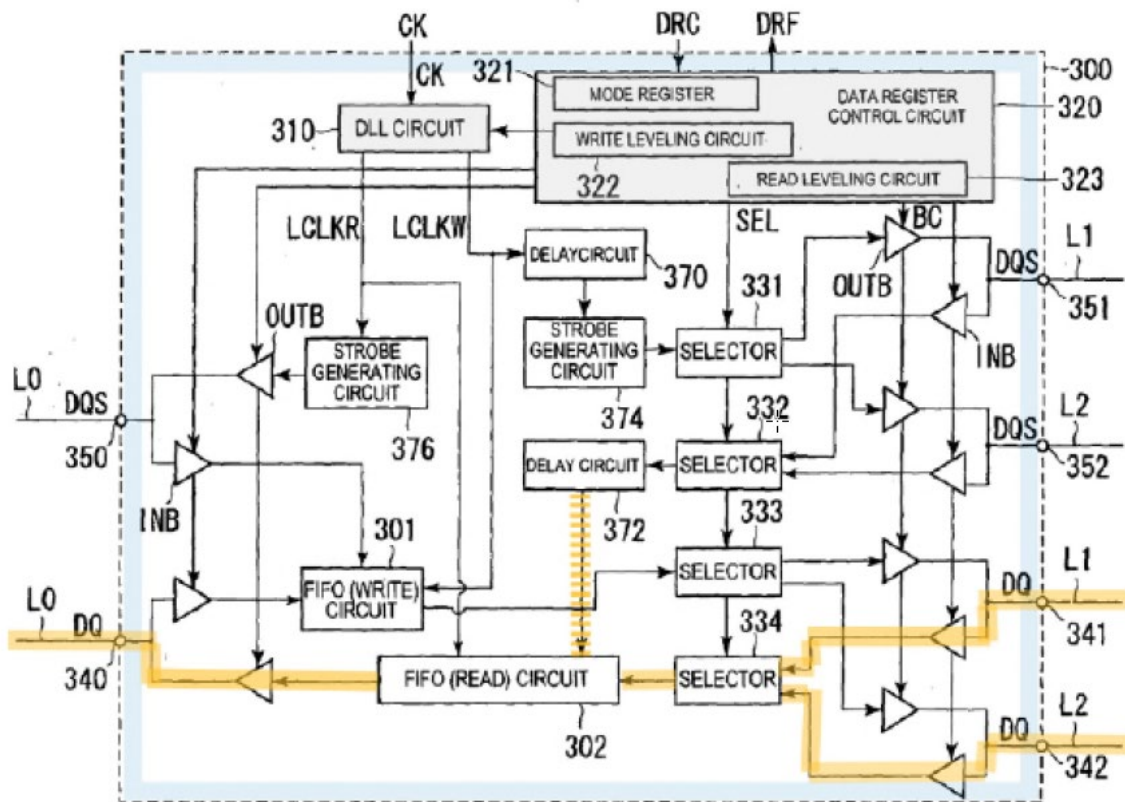 CK DRC DRF
321 300
CK
MODE REGISTER DATA REGISTER
CONTROL CIRCUIT 320
310 DLL CIRCUIT
WRITE LEVELING CIRCUIT
322 READ LEVELING CIRCUIT 323
LCLKR LCLKW SEL BC
DELAYCIRCUIT 370 L1
331 OUTB DQS
351
OUTB
STROBE
GENERATING
CIRCUIT
STROBE
GENERATING
CIRCUIT
SELECTOR
INB
L0 DQS
374 332 L2
350 376 DQS
DELAY CIRCUIT SELECTOR 352
INB 372 333
301
FIFO (WRITE)
CIRCUIT
SELECTOR L1
L0 DQ DQ
334 341
340
FIFO (READ) CIRCUIT SELECTOR
302 L2
DQ
342